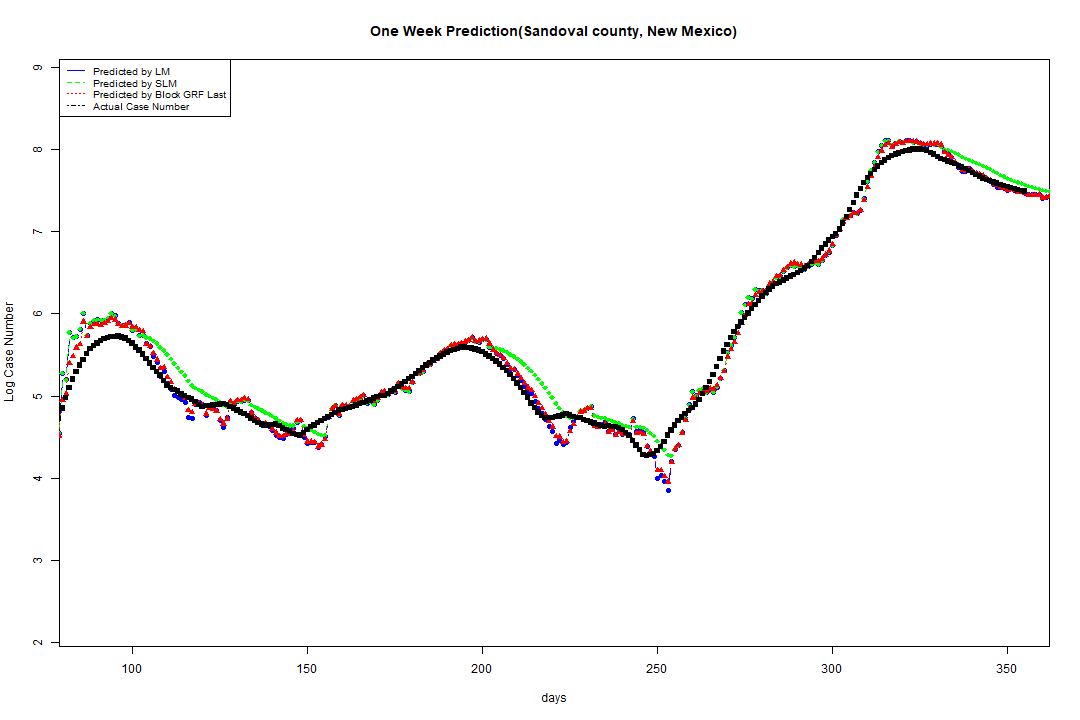 One Week Prediction(Sandoval county, New Mexico)
Predicted by LM
Predicted by SLM
Predicted by Block GRF Last
Actual Case Number
Log Case Number
9
8
7
6
5
4
3
2
100 150 200 250 300 350
days